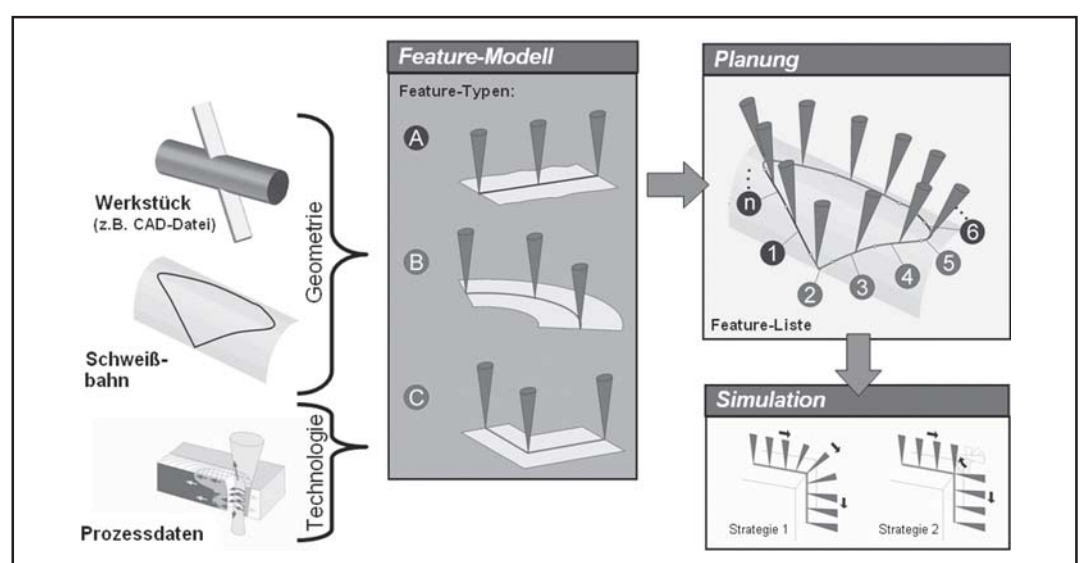 Werkstück
(z.B. CAD-Datei)
Schweiß-
bahn
Prozessdaten
Geometrie
Technologie
Feature-Modell
Feature-Typen:
A
B
C
Planung
n
1
2
3
4
5
6
Feature-Liste
Simulation
Strategie 1
Strategie 2